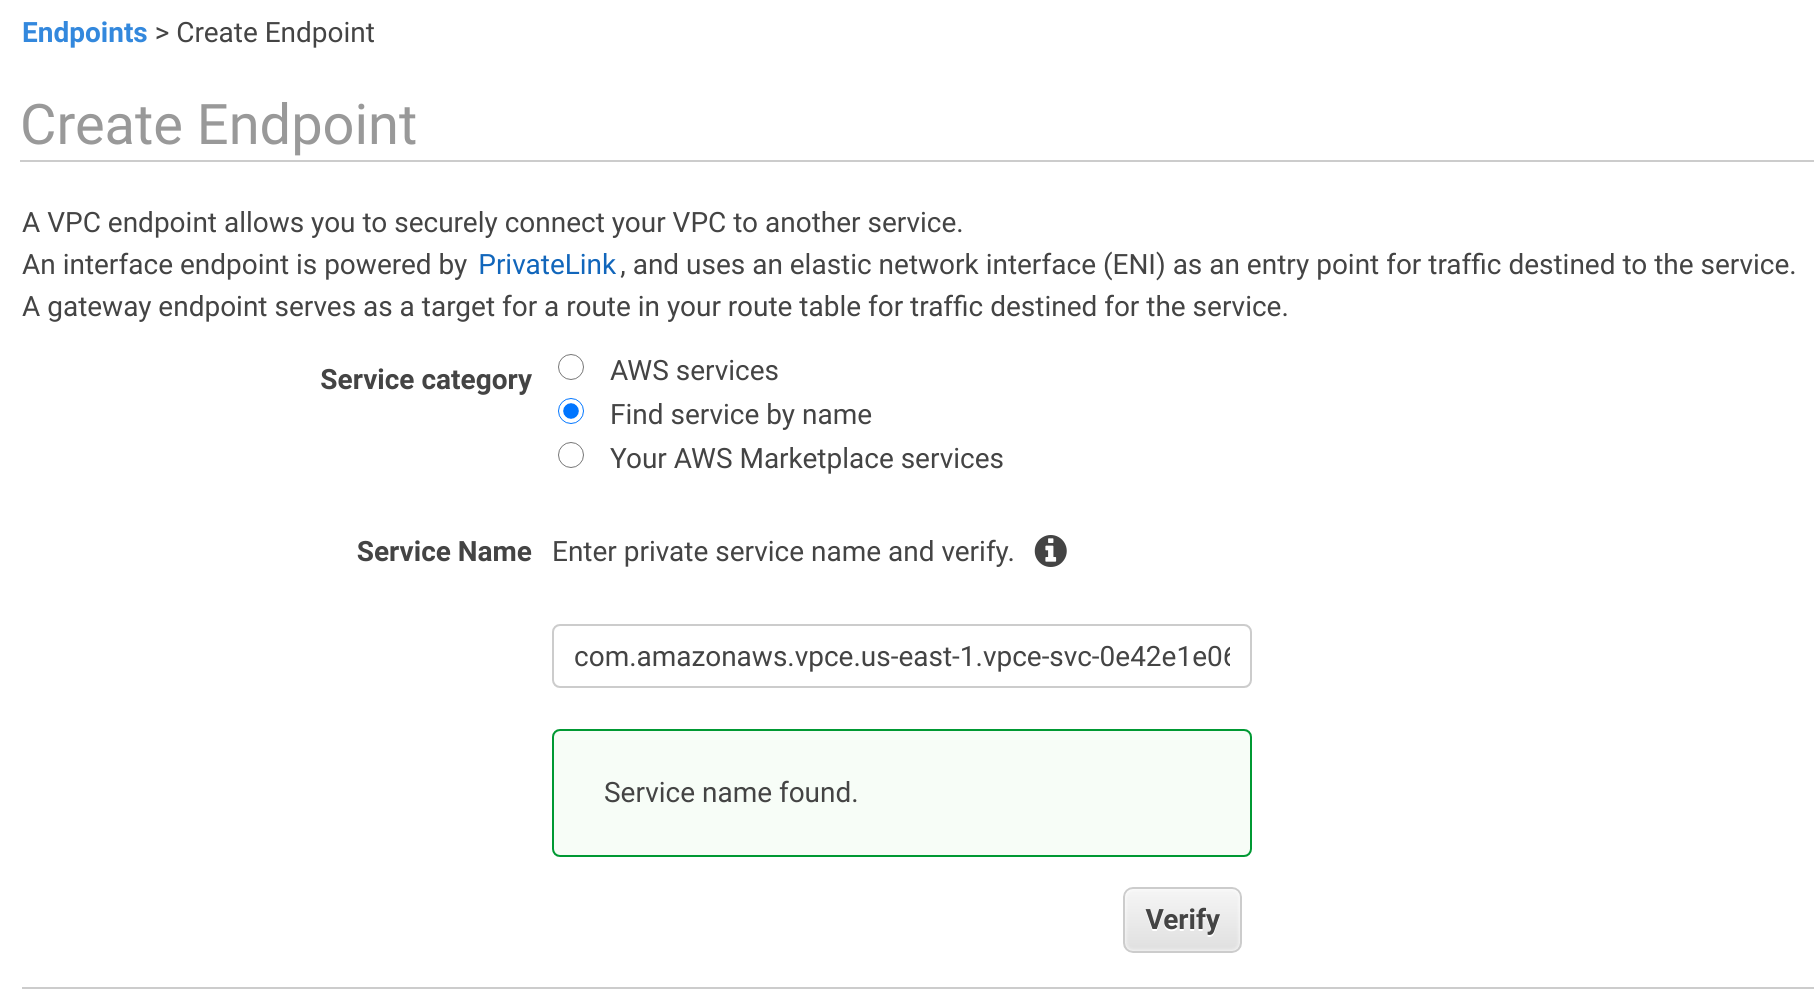 Endpoints > Create Endpoint
Create Endpoint
A VPC endpoint allows you to securely connect your VPC to another service.
An interface endpoint is powered by PrivateLink, and uses an elastic network interface (ENI) as an entry point for traffic destined to the service.
A gateway endpoint serves as a target for a route in your route table for traffic destined for the service.
Service category
AWS services
Find service by name
Your AWS Marketplace services
Service Name Enter private service name and verify.
com.amazonaws.vpce.us-east-1.vpce-svc-0e42e1e06
Service name found.
Verify